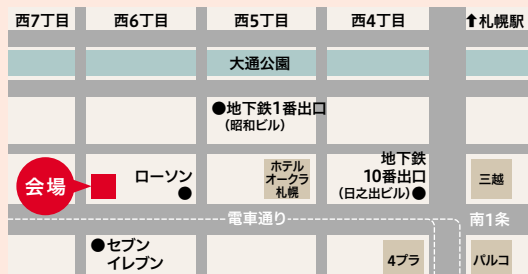 西7丁目
西6丁目
西5丁目
西4丁目
⬆札幌駅
大通公園
●地下鉄1番出口
(昭和ビル)
地下鉄
10番出口
(日之出ビル)●
会場
ローソン
●
ホテル
オークラ
札幌
三越
電車通り
南1条
●セブン
イレブン
4プラ
パルコ